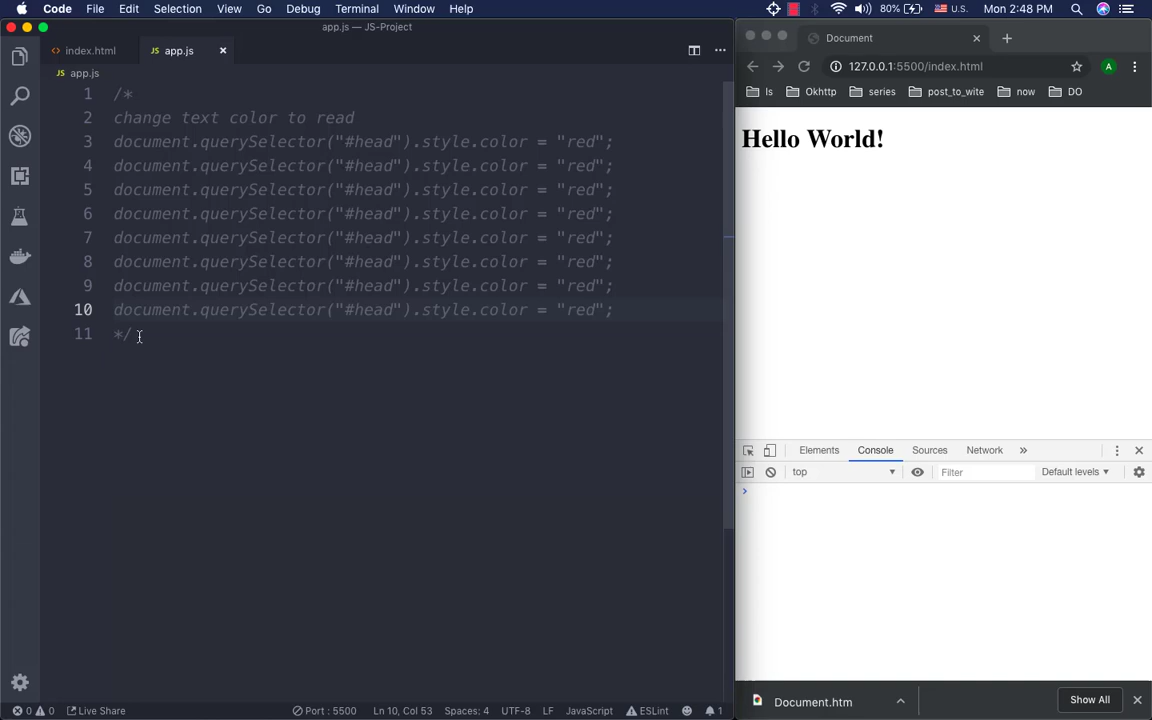 Code File Edit Selection View Go Debug Terminal Window Help
80% U.S. Mon 2:48 PM
app.js — JS-Project
index.html
JS app.js
JS app.js
1 /*
2 change text color to read
3 document.querySelector("#head").style.color = "red";
4 document.querySelector("#head").style.color = "red";
5 document.querySelector("#head").style.color = "red";
6 document.querySelector("#head").style.color = "red";
7 document.querySelector("#head").style.color = "red";
8 document.querySelector("#head").style.color = "red";
9 document.querySelector("#head").style.color = "red";
10 document.querySelector("#head").style.color = "red";
11 */
0 0 Live Share Port : 5500 Ln 10, Col 53 Spaces: 4 UTF-8 LF JavaScript ESLint 1
Document
127.0.0.1:5500/index.html A
ls Okhttp series post_to_wite now DO
Hello World!
Elements Console Sources Network
top Filter Default levels
Document.htm Show All